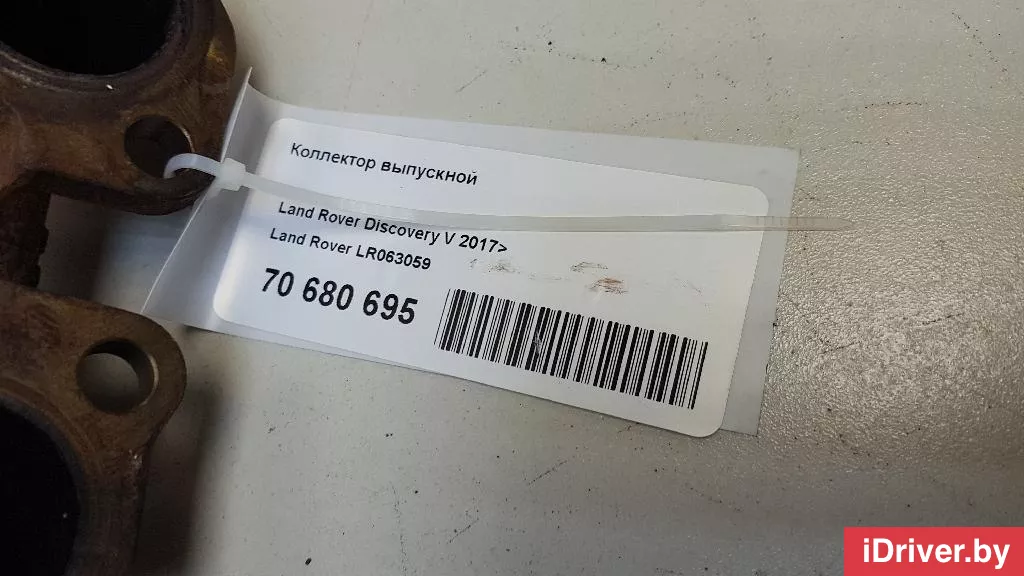 Коллектор выпускной
Land Rover Discovery V 2017>
Land Rover LR063059
70 680 695
iDriver.by